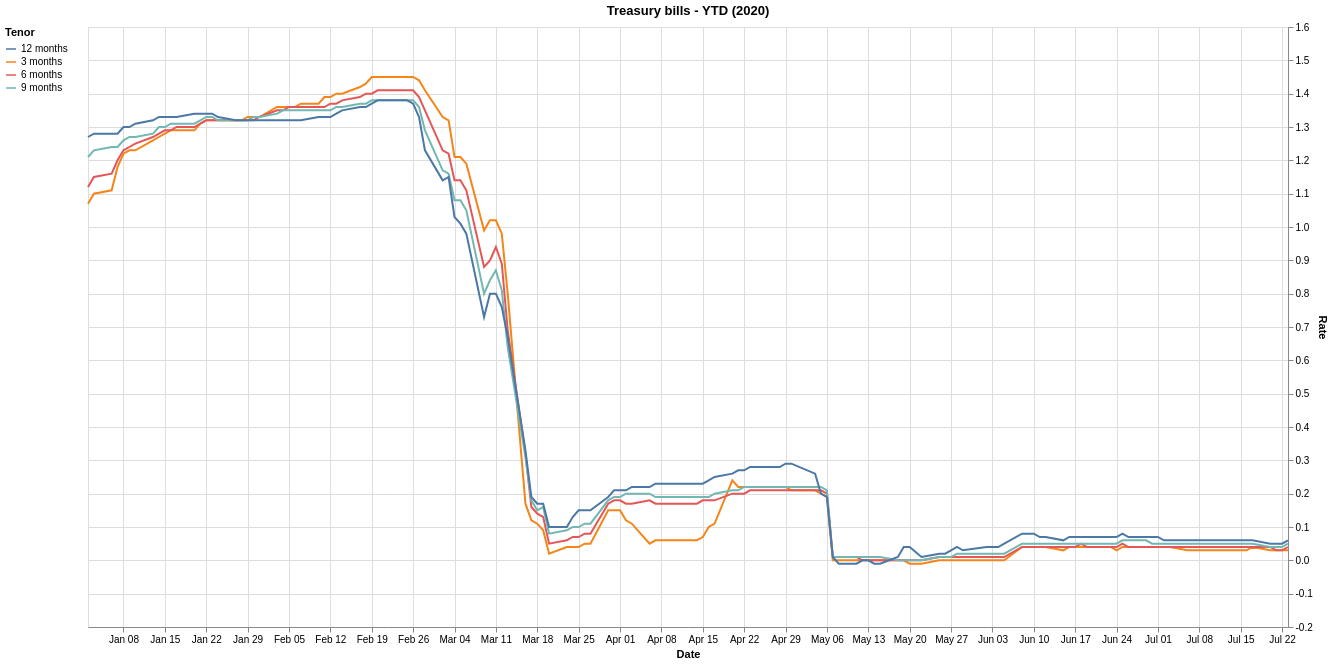 Treasury bills - YTD (2020)
Tenor
12 months
3 months
6 months
9 months
1.6
1.5
1.4
1.3
1.2
1.1
1.0
0.9
0.8
0.7
0.6
0.5
0.4
0.3
0.2
0.1
0.0
-0.1
-0.2
Rate
Jan 08 Jan 15 Jan 22 Jan 29 Feb 05 Feb 12 Feb 19 Feb 26 Mar 04 Mar 11 Mar 18 Mar 25 Apr 01 Apr 08 Apr 15 Apr 22 Apr 29 May 06 May 13 May 20 May 27 Jun 03 Jun 10 Jun 17 Jun 24 Jul 01 Jul 08 Jul 15 Jul 22
Date